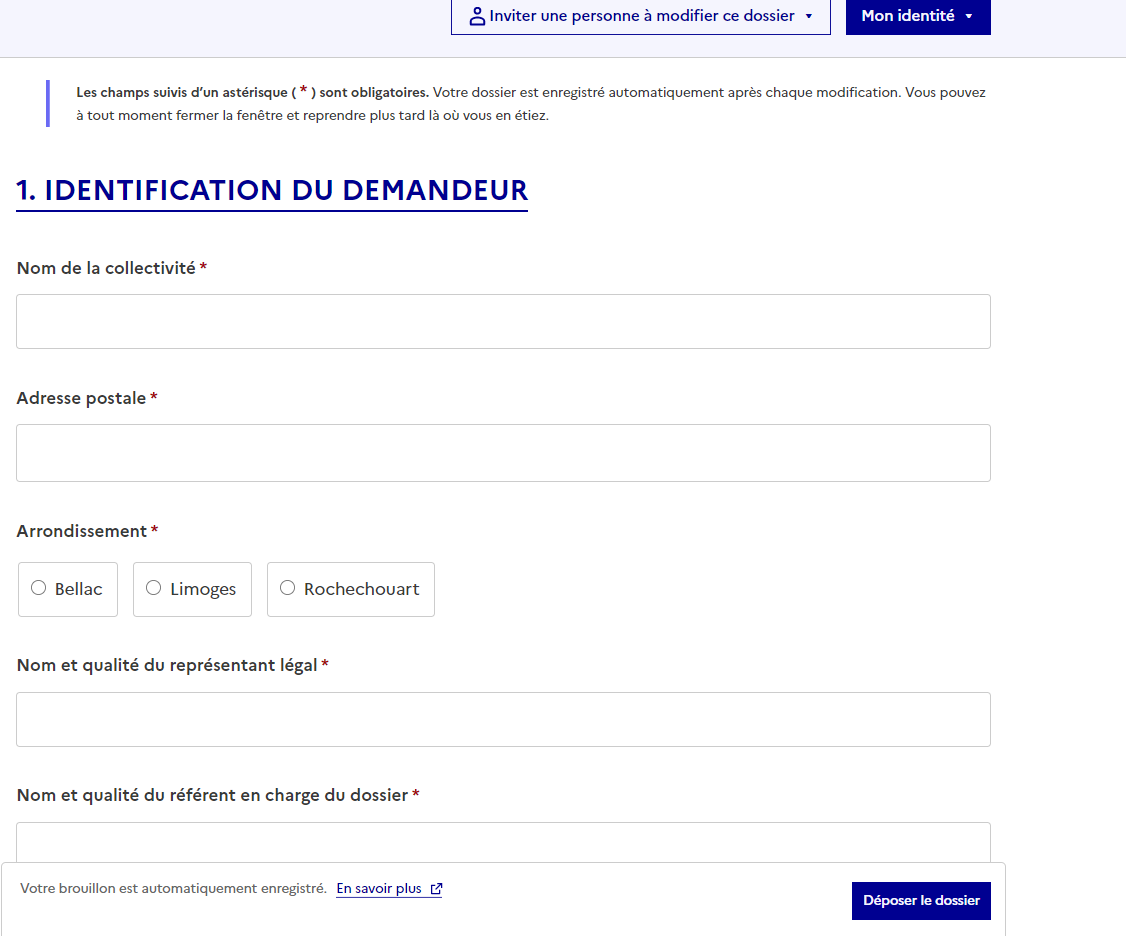 Inviter une personne à modifier ce dossier
Mon identité
Les champs suivis d’un astérisque ( * ) sont obligatoires. Votre dossier est enregistré automatiquement après chaque modification. Vous pouvez
à tout moment fermer la fenêtre et reprendre plus tard là où vous en étiez.
1. IDENTIFICATION DU DEMANDEUR
Nom de la collectivité *
Adresse postale *
Arrondissement *
Bellac
Limoges
Rochechouart
Nom et qualité du représentant légal *
Nom et qualité du référent en charge du dossier *
Votre brouillon est automatiquement enregistré. En savoir plus
Déposer le dossier